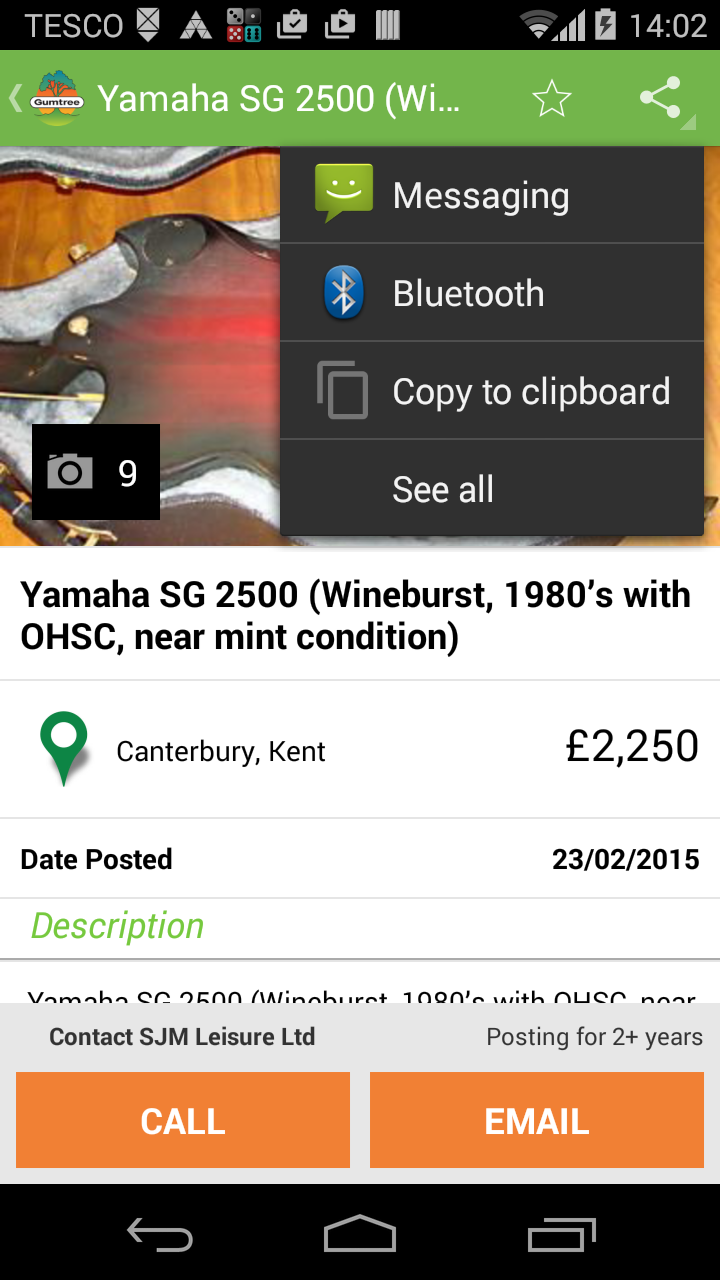 TESCO 14:02
Gumtree Yamaha SG 2500 (Wi...
Messaging
Bluetooth
Copy to clipboard
See all
9
Yamaha SG 2500 (Wineburst, 1980’s with
OHSC, near mint condition)
Canterbury, Kent £2,250
Date Posted 23/02/2015
Description
Yamaha SG 2500 (Wineburst, 1980's with OHSC, near
Contact SJM Leisure Ltd Posting for 2+ years
CALL EMAIL